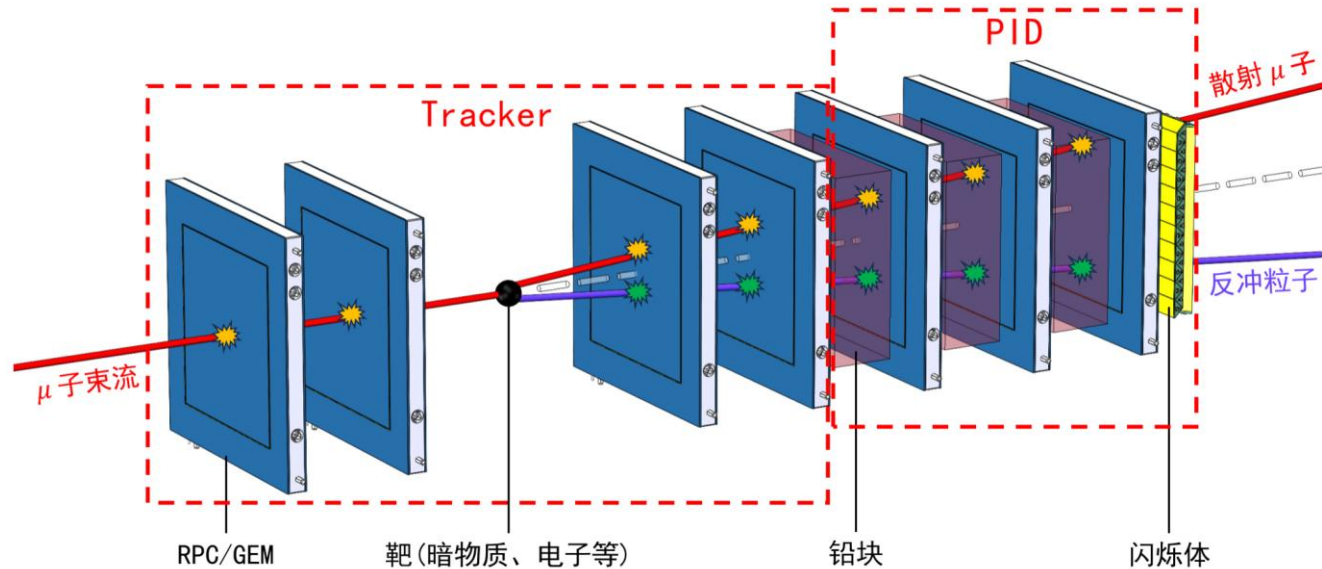 PID
散射μ子
Tracker
反冲粒子
μ子束流
RPC/GEM
靶(暗物质、电子等)
铅块
闪烁体